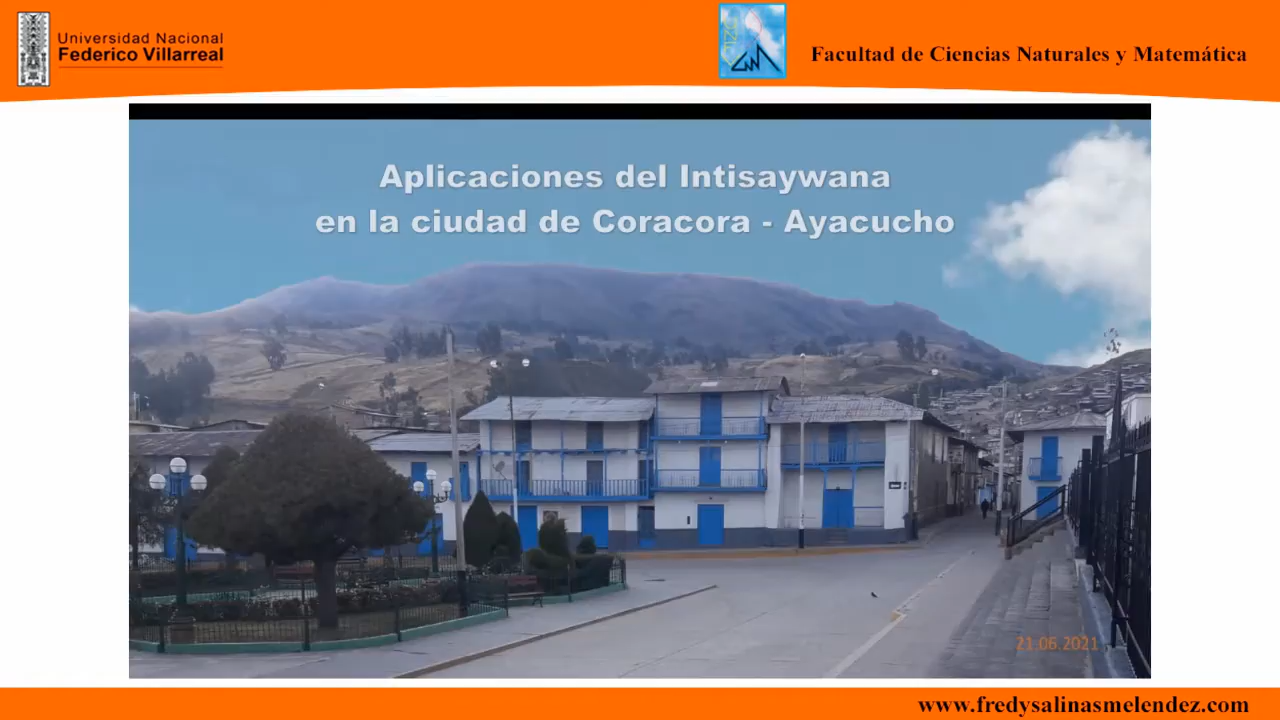 Universidad Nacional
Federico Villarreal
Facultad de Ciencias Naturales y Matemática
Aplicaciones del Intisaywana
en la ciudad de Coracora - Ayacucho
21.06.2021
www.fredysalinasmelendez.com